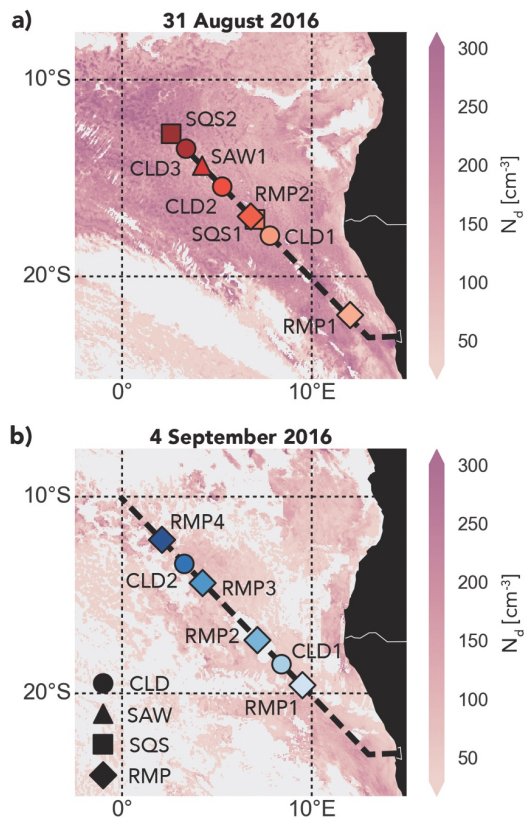 a)
31 August 2016
10°S
20°S
0°
10°E
SQS2
CLD3
SAW1
CLD2
RMP2
SQS1
CLD1
RMP1
300
250
200
150
100
50
Nd [cm-3]
b)
4 September 2016
10°S
20°S
0°
10°E
RMP4
CLD2
RMP3
RMP2
CLD1
RMP1
CLD
SAW
SQS
RMP
300
250
200
150
100
50
Nd [cm-3]